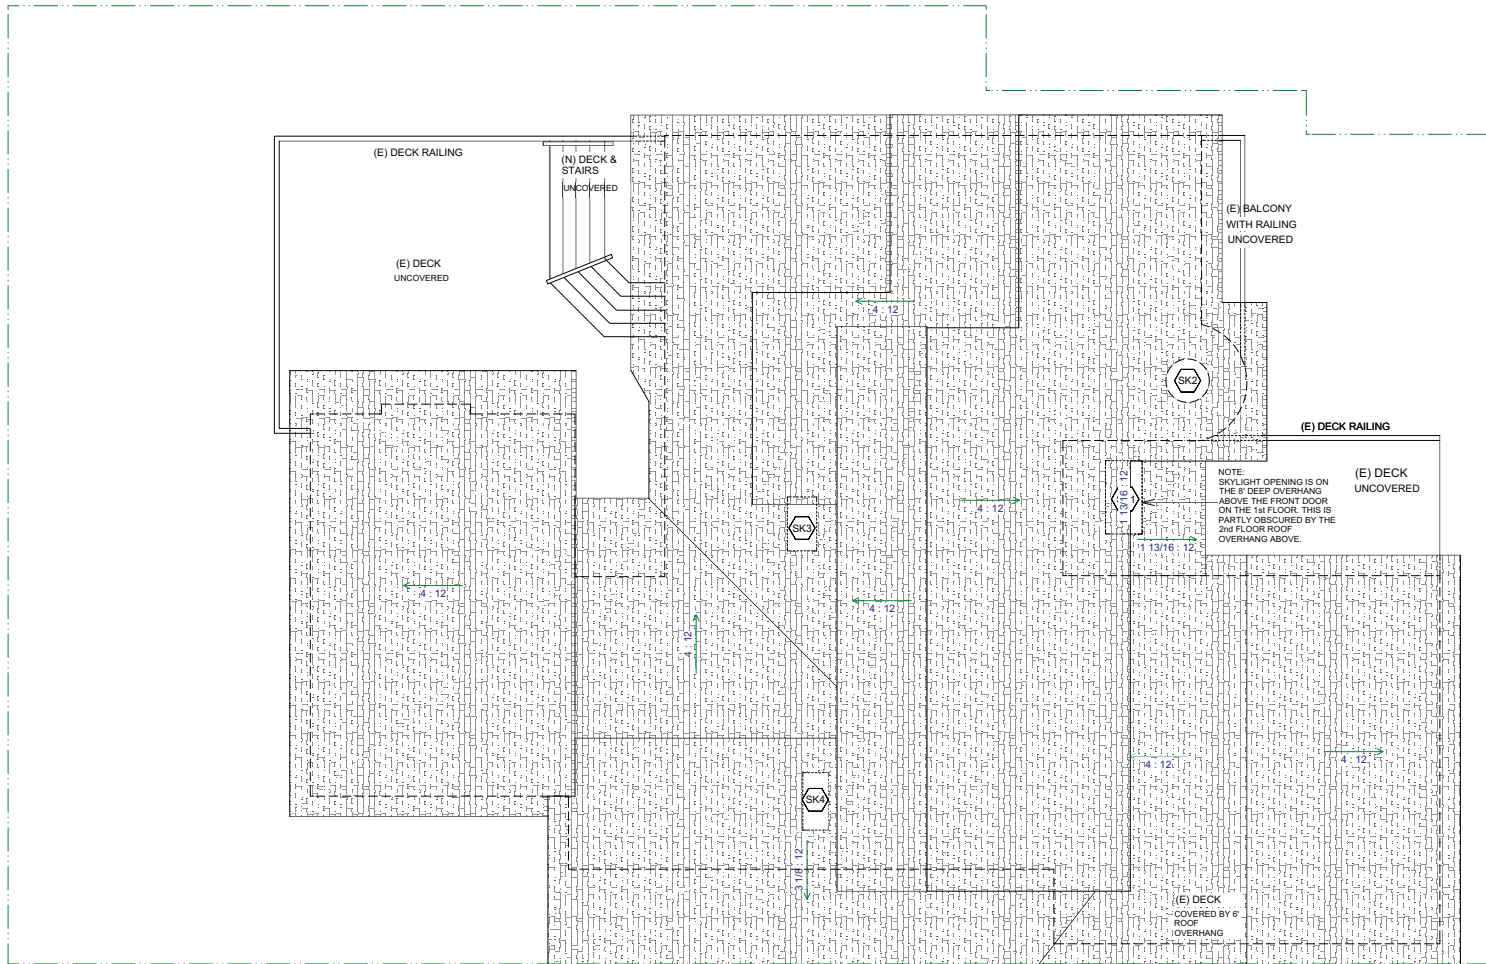 (E) DECK RAILING
(N) DECK &
STAIRS
UNCOVERED
(E) DECK
UNCOVERED
(E) BALCONY
WITH RAILING
UNCOVERED
4 : 12
SK2
(E) DECK RAILING
(E) DECK
UNCOVERED
NOTE:
SKYLIGHT OPENING IS ON
THE 8' DEEP OVERHANG
ABOVE THE FRONT DOOR
ON THE 1st FLOOR. THIS IS
PARTLY OBSCURED BY THE
2nd FLOOR ROOF
OVERHANG ABOVE.
1 13/16 : 12
4 : 12
SK3
1 13/16 : 12
4 : 12
4 : 12
4 : 12
4 : 12
4 : 12
SK4
3 1/8 : 12
(E) DECK
COVERED BY 6'
ROOF
OVERHANG